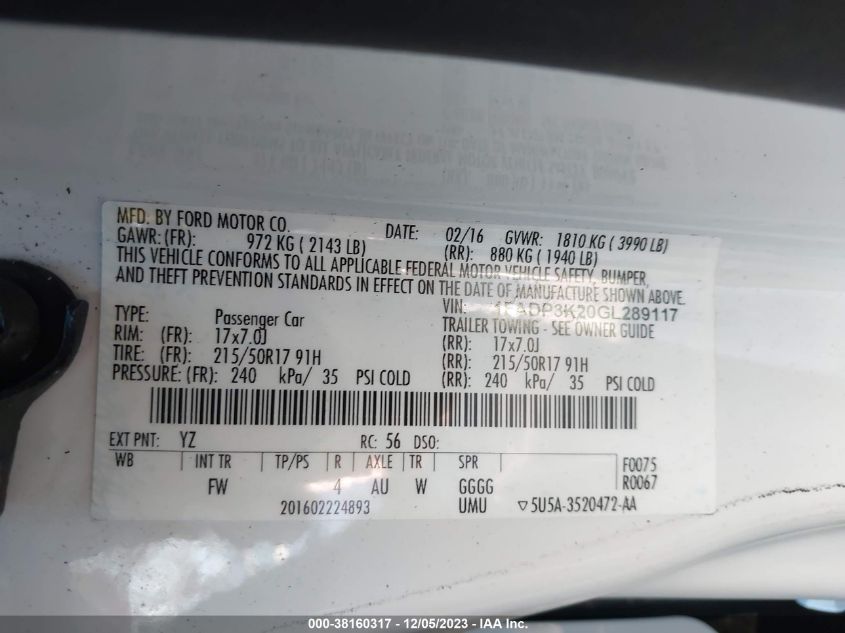 MFD. BY FORD MOTOR CO.
DATE: 02/16 GVWR: 1810 KG ( 3990 LB)
GAWR: (FR): 972 KG ( 2143 LB) (RR): 880 KG ( 1940 LB)
THIS VEHICLE CONFORMS TO ALL APPLICABLE FEDERAL MOTOR VEHICLE SAFETY, BUMPER,
AND THEFT PREVENTION STANDARDS IN EFFECT ON THE DATE OF MANUFACTURE SHOWN ABOVE.
VIN: 1FADP3K20GL289117
TYPE: Passenger Car TRAILER TOWING - SEE OWNER GUIDE
RIM: (FR): 17x7.0J (RR): 17x7.0J
TIRE: (FR): 215/50R17 91H (RR): 215/50R17 91H
PRESSURE: (FR): 240 kPa/ 35 PSI COLD (RR): 240 kPa/ 35 PSI COLD
EXT PNT: YZ RC: 56 DSO:
WB INT TR TP/PS R AXLE TR SPR F0075
FW 4 AU W GGGG R0067
201602224893 UMU ▽5U5A-3520472-AA
000-38160317 - 12/05/2023 - © IAA, Inc.